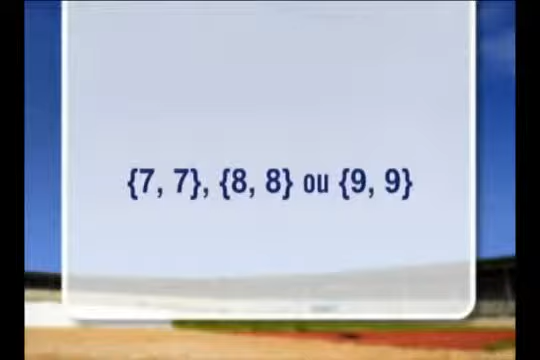 {7, 7}, {8, 8} ou {9, 9}